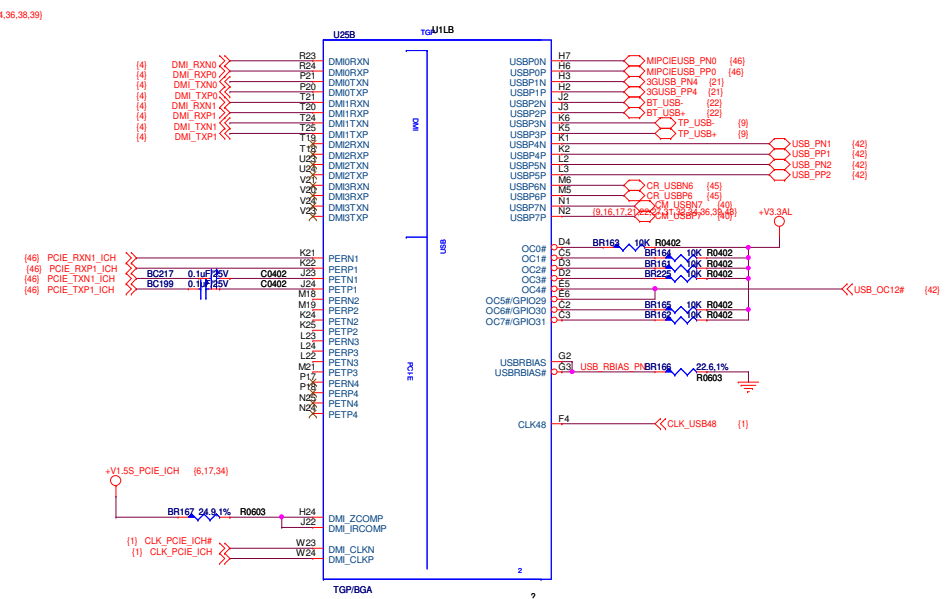 4,36,38,39}
U25B
TGP
U1LB
DMI_RXN0 {4} R23 DMI0RXN
DMI_RXP0 {4} R24 DMI0RXP
DMI_TXN0 {4} P21 DMI0TXN
DMI_TXP0 {4} P20 DMI0TXP
DMI_RXN1 {4} T21 DMI1RXN
DMI_RXP1 {4} T20 DMI1RXP
DMI_TXN1 {4} T24 DMI1TXN
DMI_TXP1 {4} T25 DMI1TXP
T19 DMI2RXN
T18 DMI2RXP
U23 DMI2TXN
U24 DMI2TXP
V21 DMI3RXN
V20 DMI3RXP
V24 DMI3TXN
V23 DMI3TXP
DMI
USB
PCI-E
{46} PCIE_RXN1_ICH K21 PERN1
{46} PCIE_RXP1_ICH K22 PERP1
{46} PCIE_TXN1_ICH BC217 0.1uF/25V C0402 J23 PETN1
{46} PCIE_TXP1_ICH BC199 0.1uF/25V C0402 J24 PETP1
M18 PERN2
M19 PERP2
K24 PETN2
K25 PETP2
L23 PERN3
L24 PERP3
L22 PETN3
M21 PETP3
P17 PERN4
P18 PERP4
N25 PETN4
N24 PETP4
+V1.5S_PCIE_ICH {6,17,34}
BR167 24.9,1% R0603 H24 DMI_ZCOMP
J22 DMI_IRCOMP
{1} CLK_PCIE_ICH# W23 DMI_CLKN
{1} CLK_PCIE_ICH W24 DMI_CLKP
USBP0N H7 MIPCIEUSB_PN0 {46}
USBP0P H6 MIPCIEUSB_PP0 {46}
USBP1N H3 3GUSB_PN4 {21}
USBP1P H2 3GUSB_PP4 {21}
USBP2N J2 BT_USB- {22}
USBP2P J3 BT_USB+ {22}
USBP3N K6 TP_USB- {9}
USBP3P K5 TP_USB+ {9}
USBP4N K1 USB_PN1 {42}
USBP4P K2 USB_PP1 {42}
USBP5N L2 USB_PN2 {42}
USBP5P L3 USB_PP2 {42}
USBP6N M6 CR_USBN6 {45}
USBP6P M5 CR_USBP6 {45}
USBP7N N1 CM_USBN7 {40}
USBP7P N2
+V3.3AL
OC0# D4 BR163 10K R0402
OC1# C5 BR164 10K R0402
OC2# D3 BR161 10K R0402
OC3# D2 BR225 10K R0402
OC4# E5 USB_OC12# {42}
OC5#/GPIO29 E6
OC6#/GPIO30 C2 BR165 10K R0402
OC7#/GPIO31 C3 BR162 10K R0402
USBRBIAS G2
USBRBIAS# G3 USB_RBIAS_PN BR166 22.6,1%
R0603
CLK48 F4 CLK_USB48 {1}
2
TGP/BGA
?